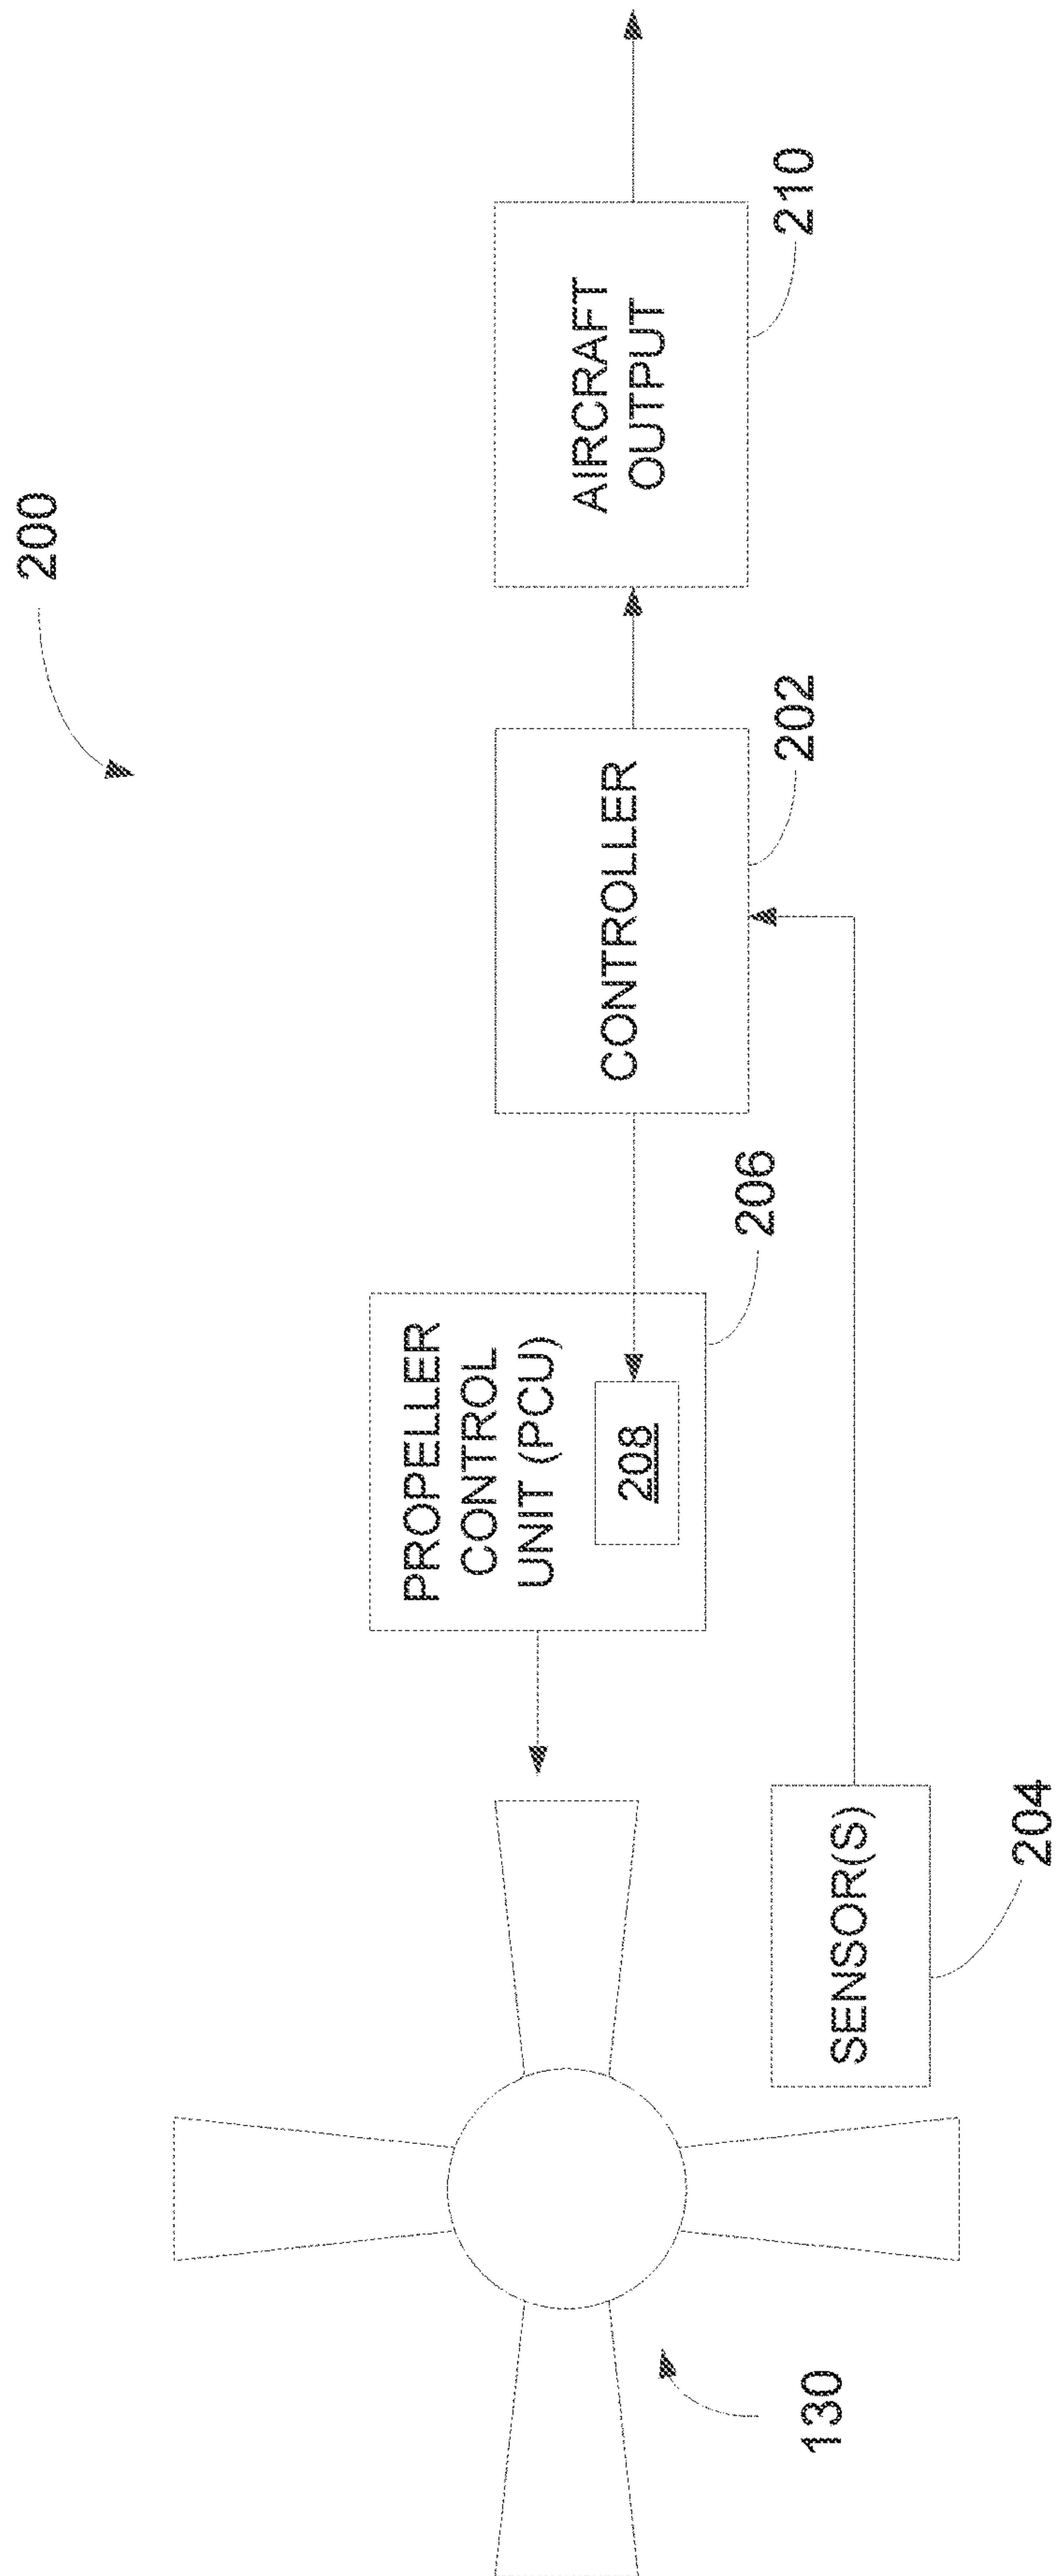 200
130
SENSOR(S)
204
PROPELLER
CONTROL
UNIT (PCU)
208
206
CONTROLLER
202
AIRCRAFT
OUTPUT
210